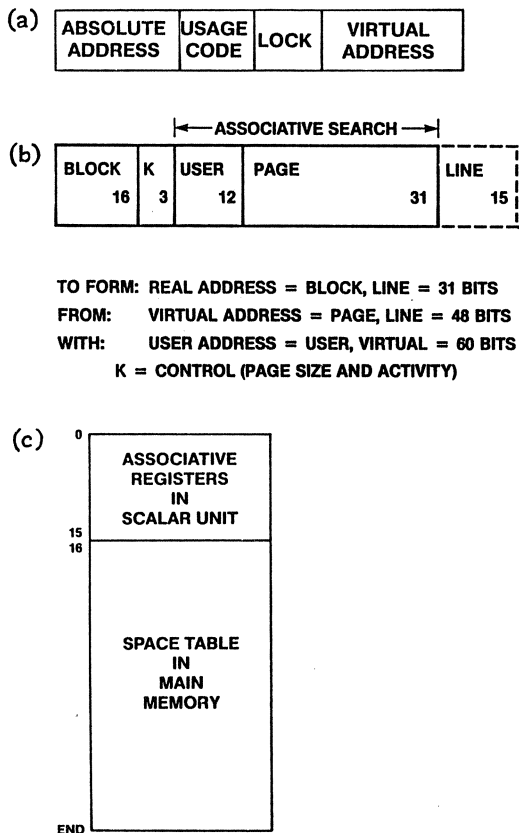 (a)
ABSOLUTE ADDRESS
USAGE CODE
LOCK
VIRTUAL ADDRESS
ASSOCIATIVE SEARCH
(b)
BLOCK 16
K 3
USER 12
PAGE 31
LINE 15
TO FORM: REAL ADDRESS = BLOCK, LINE = 31 BITS
FROM: VIRTUAL ADDRESS = PAGE, LINE = 48 BITS
WITH: USER ADDRESS = USER, VIRTUAL = 60 BITS
K = CONTROL (PAGE SIZE AND ACTIVITY)
(c)
0
ASSOCIATIVE
REGISTERS
IN
SCALAR UNIT
15
16
SPACE TABLE
IN
MAIN
MEMORY
END